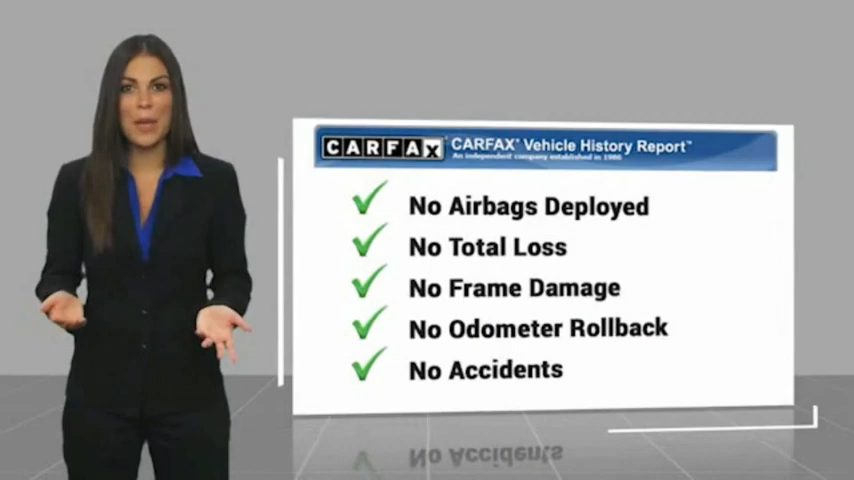 CARFAX CARFAX® Vehicle History Report™
An independent company established in 1986
No Airbags Deployed
No Total Loss
No Frame Damage
No Odometer Rollback
No Accidents
No Accidents